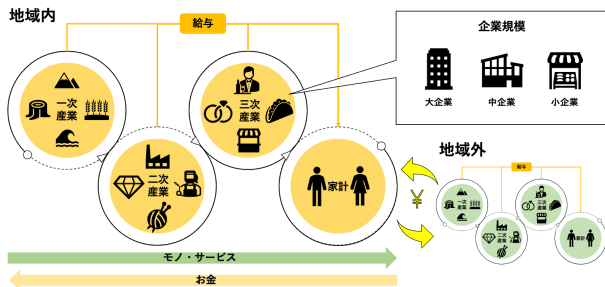 地域内
給与
企業規模
大企業
中企業
小企業
一次
産業
三次
産業
二次
産業
家計
地域外
給与
¥
一次
産業
三次
産業
二次
産業
家計
モノ・サービス
お金